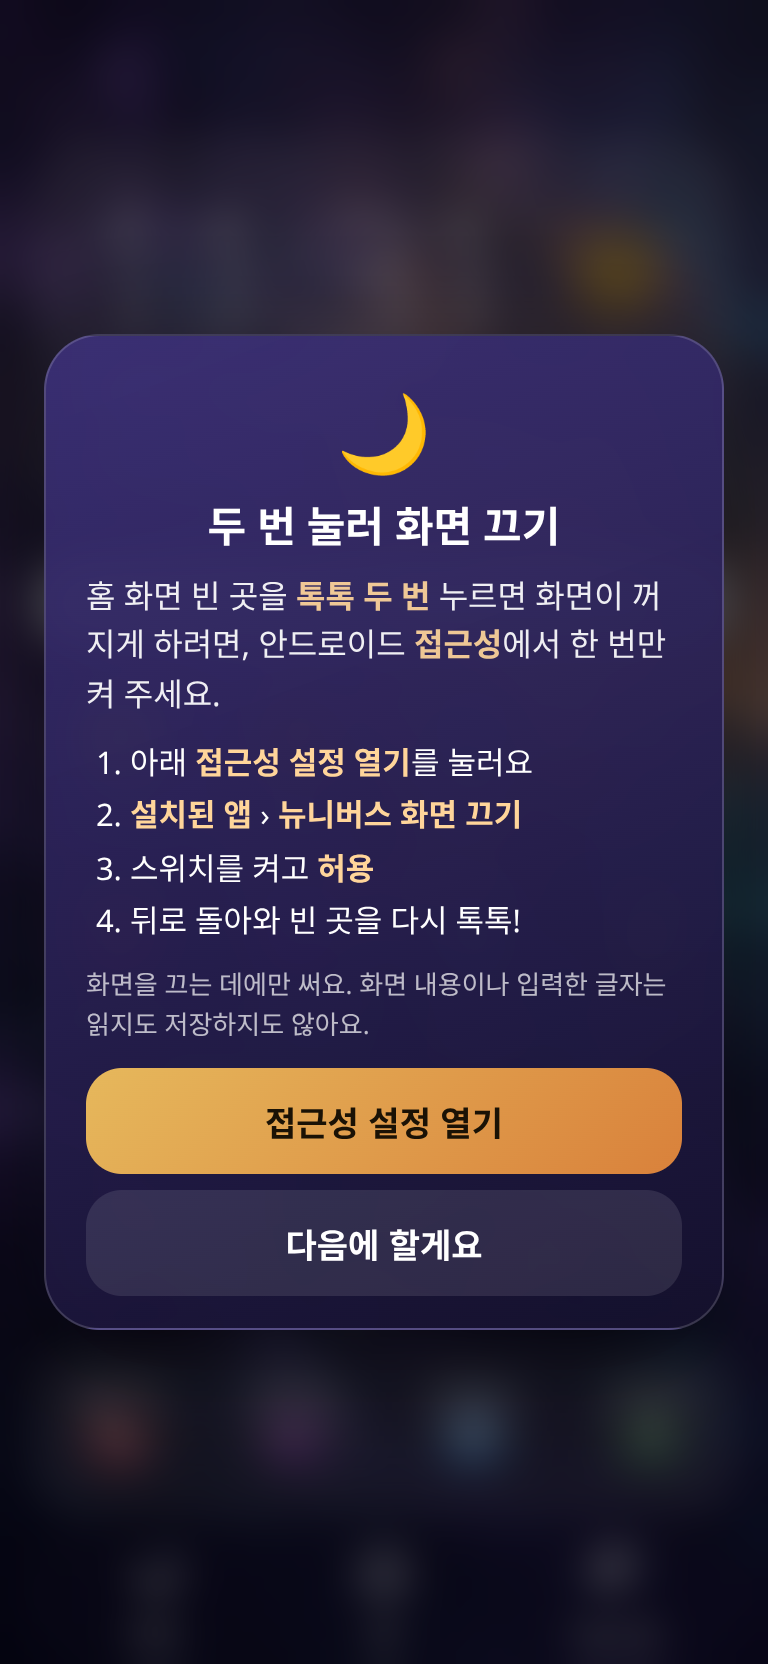 두 번 눌러 화면 끄기
홈 화면 빈 곳을 톡톡 두 번 누르면 화면이 꺼
지게 하려면, 안드로이드 접근성에서 한 번만
켜 주세요.
1. 아래 접근성 설정 열기를 눌러요
2. 설치된 앱 › 뉴니버스 화면 끄기
3. 스위치를 켜고 허용
4. 뒤로 돌아와 빈 곳을 다시 톡톡!
화면을 끄는 데에만 써요. 화면 내용이나 입력한 글자는
읽지도 저장하지도 않아요.
접근성 설정 열기
다음에 할게요